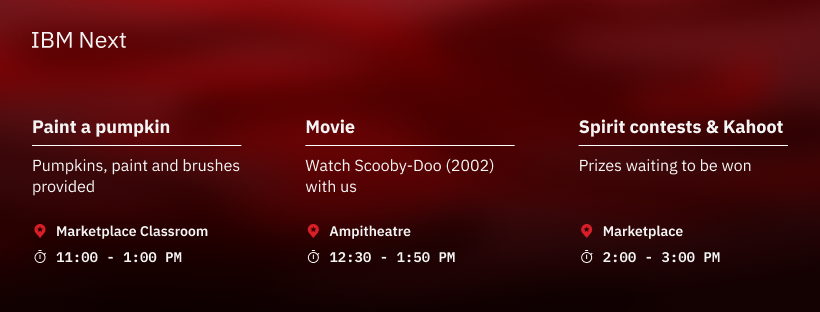 IBM Next
Paint a pumpkin
Pumpkins, paint and brushes
provided
Marketplace Classroom
11:00 - 1:00 PM
Movie
Watch Scooby-Doo (2002)
with us
Ampitheatre
12:30 - 1:50 PM
Spirit contests & Kahoot
Prizes waiting to be won
Marketplace
2:00 - 3:00 PM